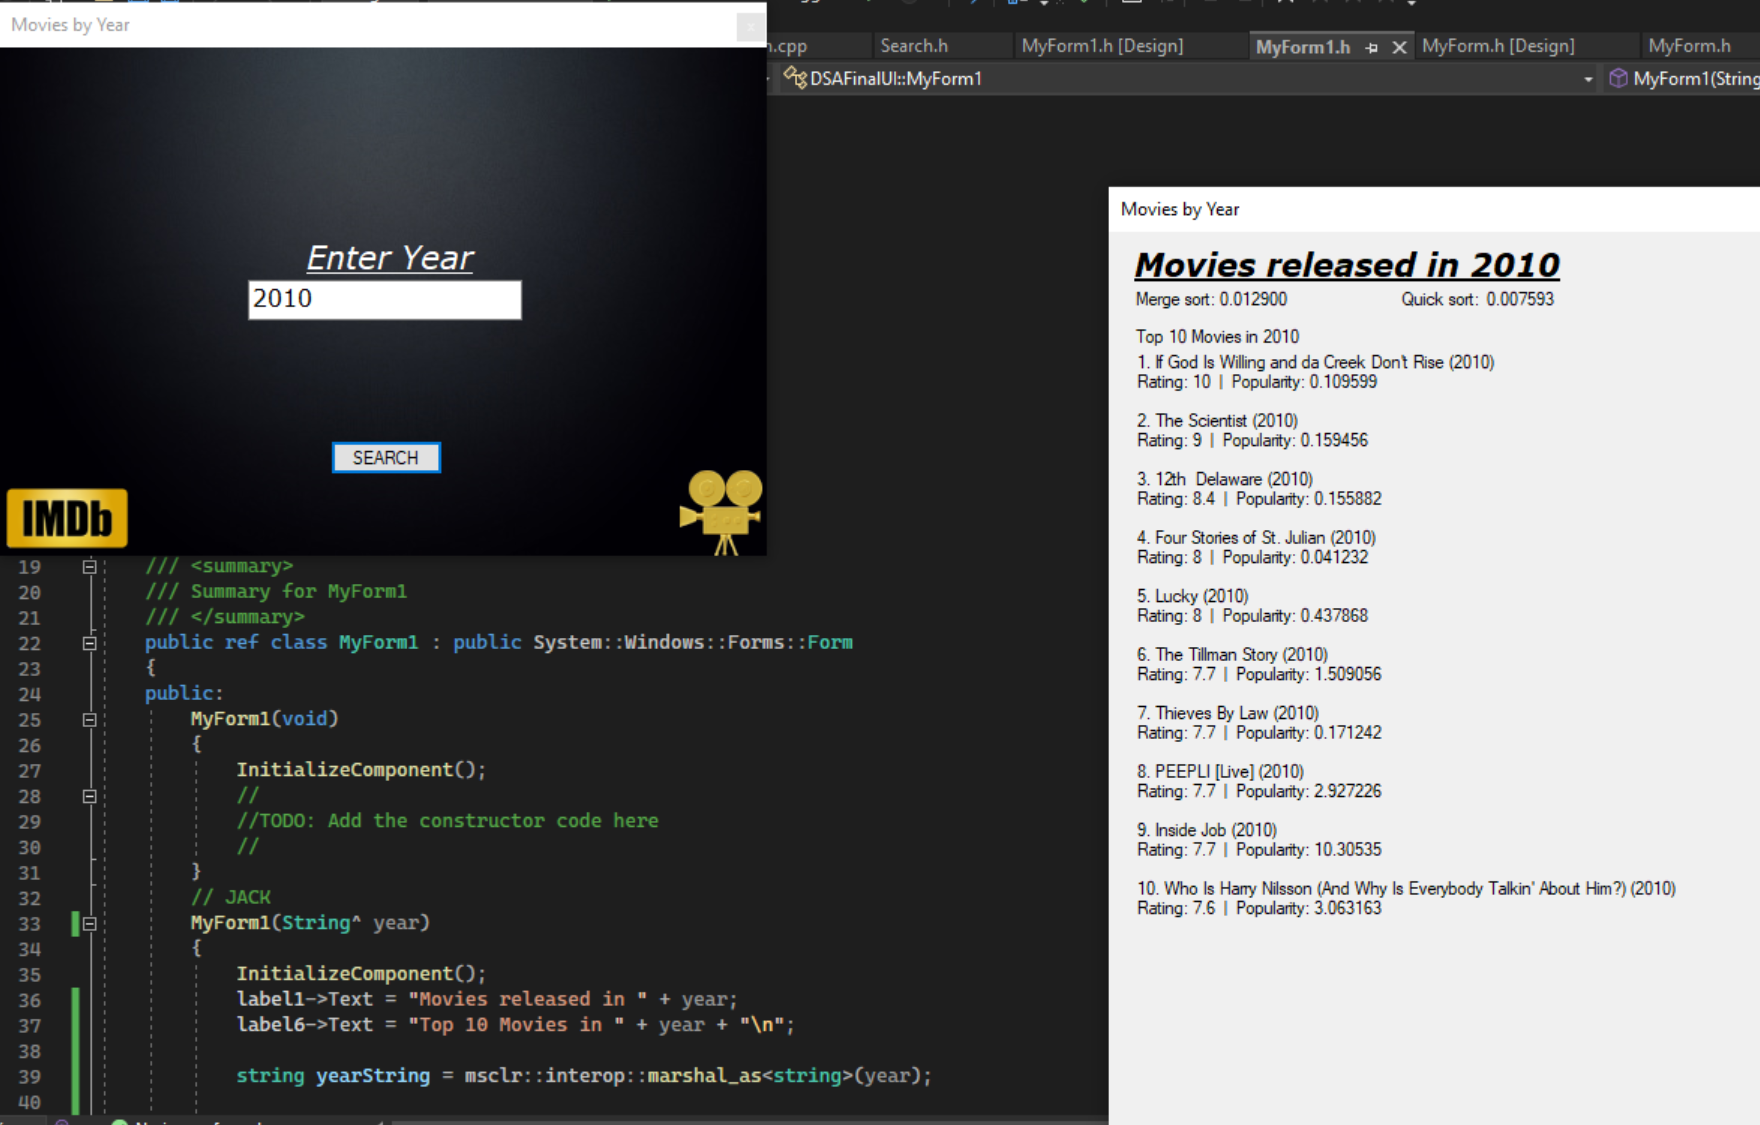 Movies by Year
x
Enter Year
2010
SEARCH
IMDb
.cpp
Search.h
MyForm1.h [Design]
MyForm1.h
MyForm.h [Design]
MyForm.h
DSAFinalUI::MyForm1
MyForm1(String
Movies by Year
Movies released in 2010
Merge sort: 0.012900 Quick sort: 0.007593
Top 10 Movies in 2010
1. If God Is Willing and da Creek Don't Rise (2010)
Rating: 10 | Popularity: 0.109599
2. The Scientist (2010)
Rating: 9 | Popularity: 0.159456
3. 12th  Delaware (2010)
Rating: 8.4 | Popularity: 0.155882
4. Four Stories of St. Julian (2010)
Rating: 8 | Popularity: 0.041232
5. Lucky (2010)
Rating: 8 | Popularity: 0.437868
6. The Tillman Story (2010)
Rating: 7.7 | Popularity: 1.509056
7. Thieves By Law (2010)
Rating: 7.7 | Popularity: 0.171242
8. PEEPLI [Live] (2010)
Rating: 7.7 | Popularity: 2.927226
9. Inside Job (2010)
Rating: 7.7 | Popularity: 10.30535
10. Who Is Harry Nilsson (And Why Is Everybody Talkin' About Him?) (2010)
Rating: 7.6 | Popularity: 3.063163
19 /// <summary>
20 /// Summary for MyForm1
21 /// </summary>
22 public ref class MyForm1 : public System::Windows::Forms::Form
23 {
24 public:
25 MyForm1(void)
26 {
27 InitializeComponent();
28 //
29 //TODO: Add the constructor code here
30 //
31 }
32 // JACK
33 MyForm1(String^ year)
34 {
35 InitializeComponent();
36 label1->Text = "Movies released in " + year;
37 label6->Text = "Top 10 Movies in " + year + "\n";
38
39 string yearString = msclr::interop::marshal_as<string>(year);
40